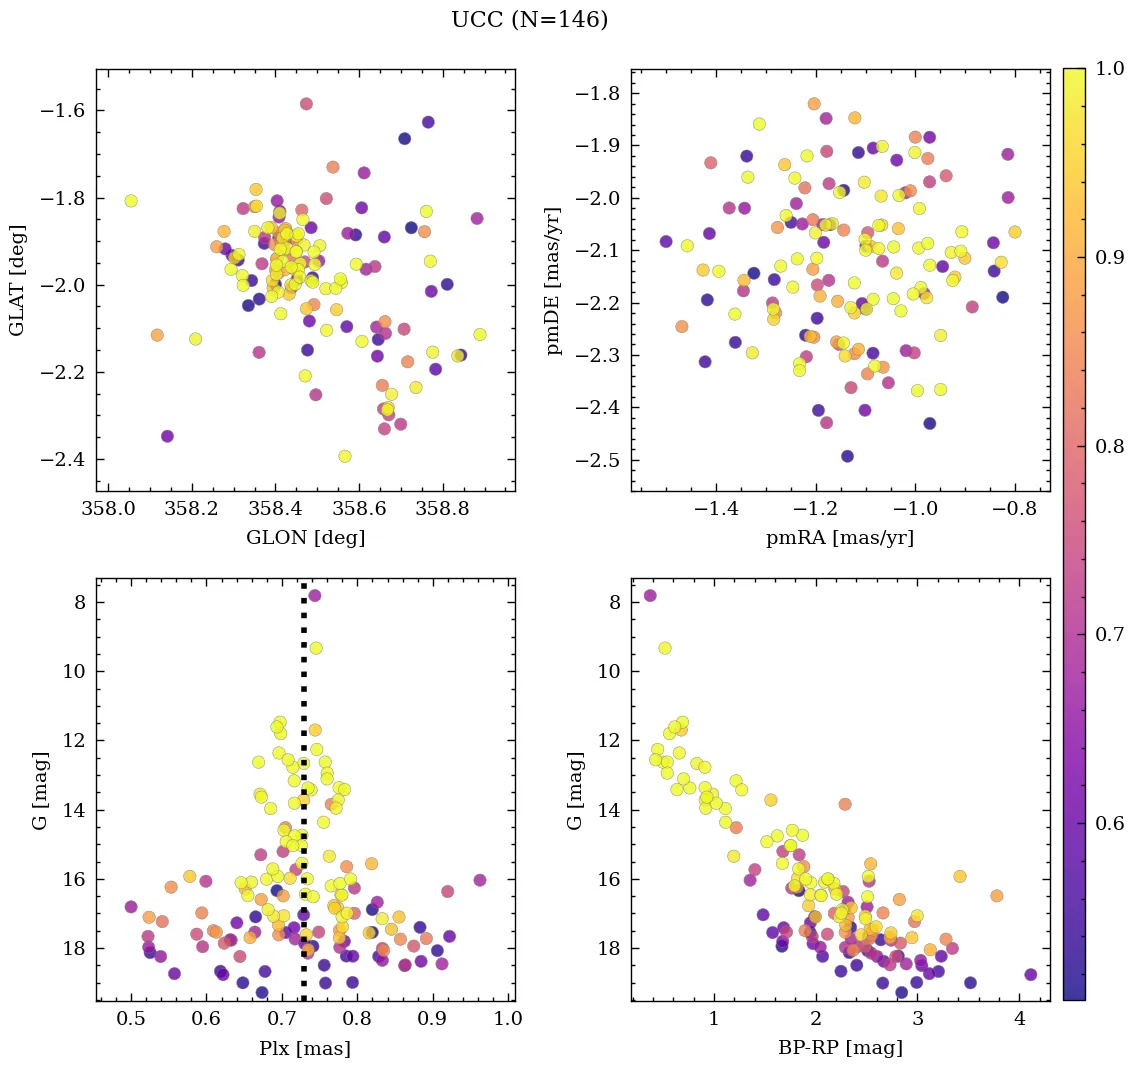 UCC (N=146)
−1.6
−1.8
−2.0
−2.2
−2.4
GLAT [deg]
358.0 358.2 358.4 358.6 358.8
GLON [deg]
−1.8
−1.9
−2.0
−2.1
−2.2
−2.3
−2.4
−2.5
pmDE [mas/yr]
−1.4 −1.2 −1.0 −0.8
pmRA [mas/yr]
1.0
0.9
0.8
0.7
0.6
8
10
12
14
16
18
G [mag]
0.5 0.6 0.7 0.8 0.9 1.0
Plx [mas]
8
10
12
14
16
18
G [mag]
1 2 3 4
BP-RP [mag]